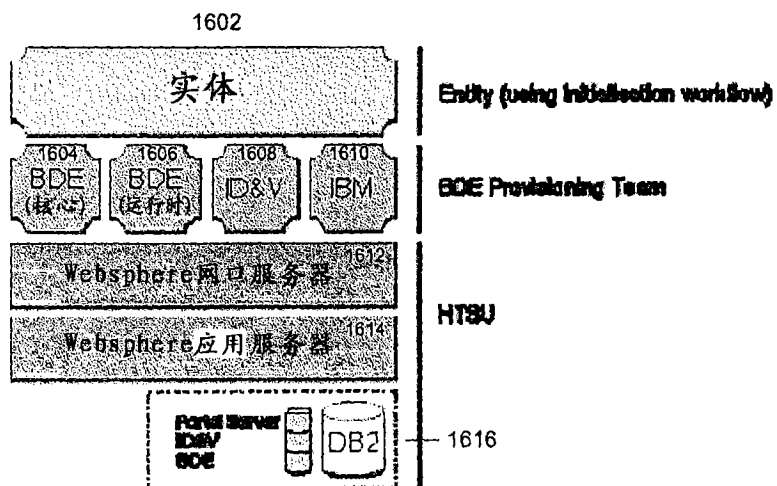 1602
实体
Entity (using Initialisation workflow)
1604
BDE
(核心)
1606
BDE
(运行时)
1608
ID&V
1610
IBM
BDE Provisioning Team
1612
Websphere网口服务器
HTSU
1614
Websphere应用服务器
Portal Server
ID&V
BDE
DB2
1616